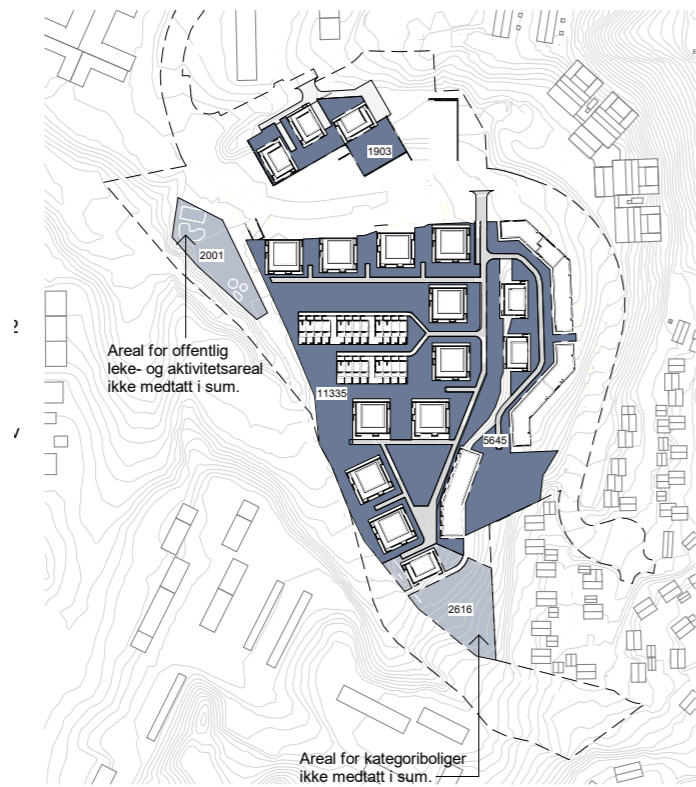 1903
2001
Areal for offentlig
leke- og aktivitetsareal
ikke medtatt i sum.
11335
5645
2616
Areal for kategoriboliger
ikke medtatt i sum.